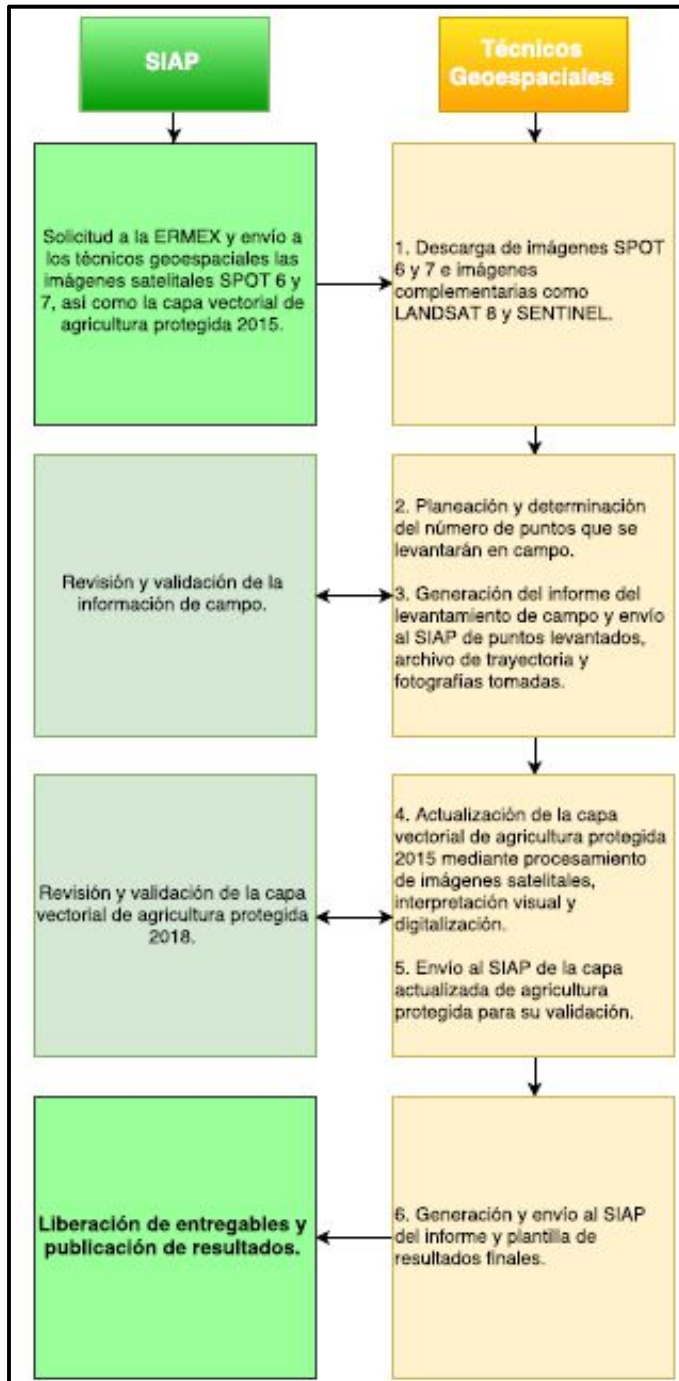 SIAP
Técnicos
Geoespaciales
Solicitud a la ERMEX y envío a
los técnicos geoespaciales las
imágenes satelitales SPOT 6 y
7, así como la capa vectorial de
agricultura protegida 2015.
1. Descarga de imágenes SPOT
6 y 7 e imágenes
complementarias como
LANDSAT 8 y SENTINEL.
Revisión y validación de la
información de campo.
2. Planeación y determinación
del número de puntos que se
levantarán en campo.
3. Generación del informe del
levantamiento de campo y envío
al SIAP de puntos levantados,
archivo de trayectoria y
fotografías tomadas.
Revisión y validación de la capa
vectorial de agricultura protegida
2018.
4. Actualización de la capa
vectorial de agricultura protegida
2015 mediante procesamiento
de imágenes satelitales,
interpretación visual y
digitalización.
5. Envío al SIAP de la capa
actualizada de agricultura
protegida para su validación.
Liberación de entregables y
publicación de resultados.
6. Generación y envío al SIAP
del informe y plantilla de
resultados finales.